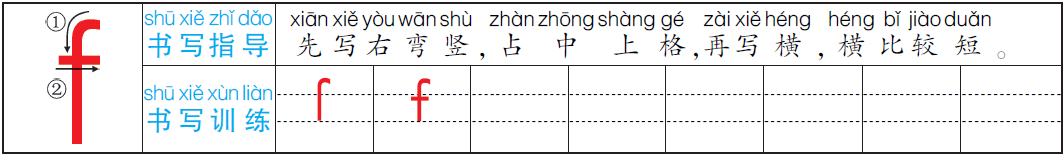 ① ② f
shū xiě zhǐ dǎo
书写指导
xiān xiě yòu wān shù zhàn zhōng shàng gé zài xiě héng héng bǐ jiào duǎn
先写右弯竖，占中上格，再写横，横比较短。
shū xiě xùn liàn
书写训练
ſ f